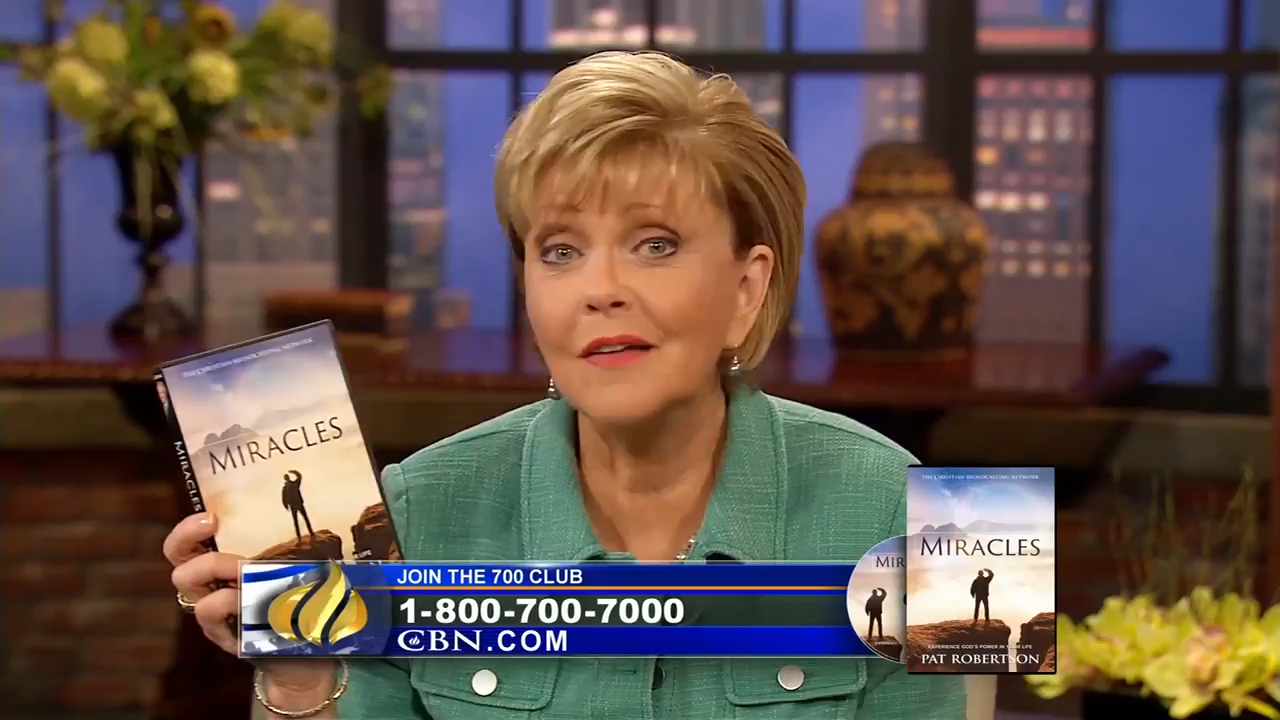 THE CHRISTIAN BROADCASTING NETWORK
MIRACLES
MIRACLES
JOIN THE 700 CLUB
1-800-700-7000
CBN.COM
MIR
THE CHRISTIAN BROADCASTING NETWORK
MIRACLES
EXPERIENCE GOD'S POWER IN YOUR LIFE
PAT ROBERTSON